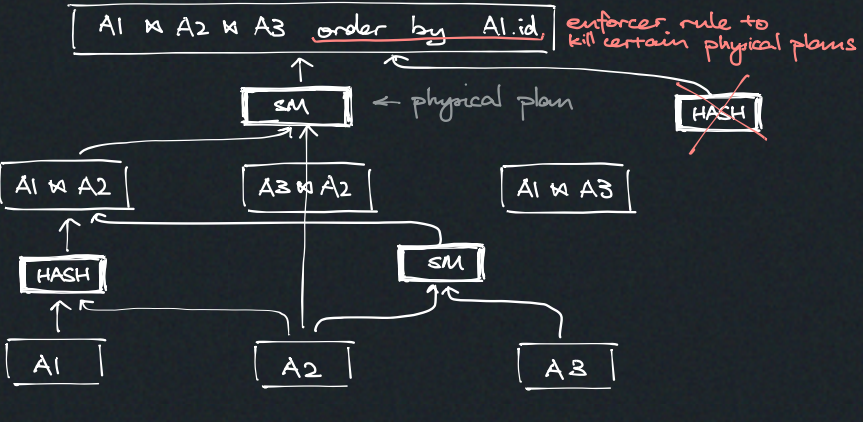 A1 ⋈ A2 ⋈ A3 order by A1.id
enforcer rule to
kill certain physical plans
SM
← physical plan
HASH
A1 ⋈ A2
A3 ⋈ A2
A1 ⋈ A3
HASH
SM
A1
A2
A3